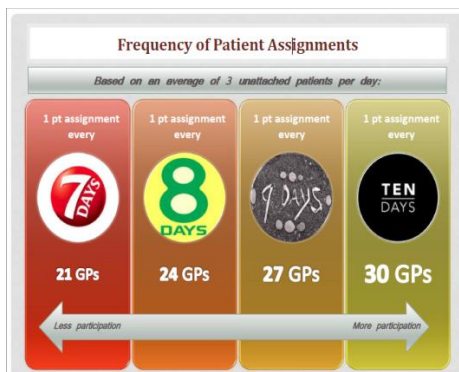 Frequency of Patient Assignments
Based on an average of 3 unattached patients per day:
1 pt assignment every
7 DAYS
21 GPs
1 pt assignment every
8 DAYS
24 GPs
1 pt assignment every
9 DAYS
27 GPs
1 pt assignment every
TEN DAYS
30 GPs
Less participation
More participation